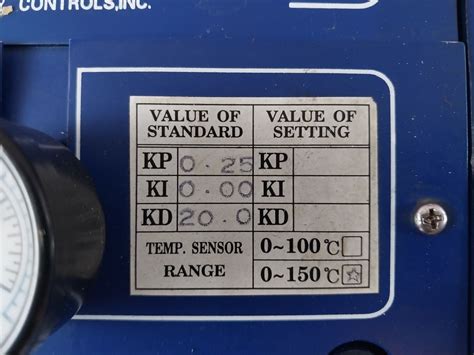 CONTROLS,INC.
VALUE OF STANDARD VALUE OF SETTING
KP 0.25 KP
KI 0.00 KI
KD 20.0 KD
TEMP. SENSOR RANGE 0~100℃
0~150℃ ☆